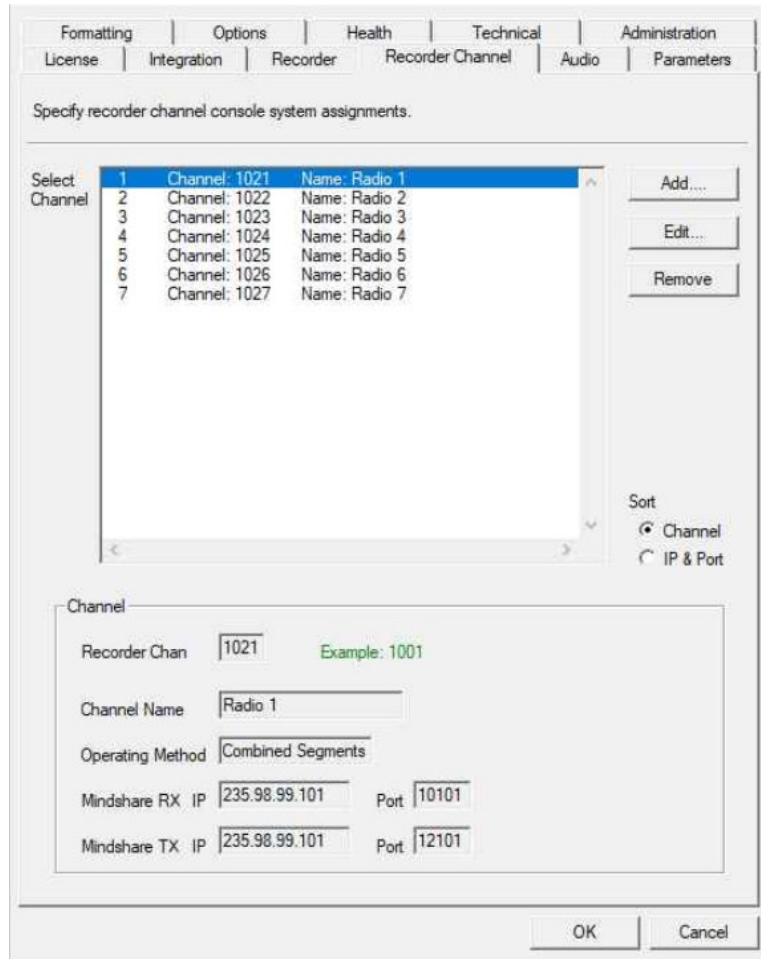 Formatting Options Health Technical Administration
License Integration Recorder Recorder Channel Audio Parameters
Specify recorder channel console system assignments.
Select Channel
1 Channel: 1021 Name: Radio 1
2 Channel: 1022 Name: Radio 2
3 Channel: 1023 Name: Radio 3
4 Channel: 1024 Name: Radio 4
5 Channel: 1025 Name: Radio 5
6 Channel: 1026 Name: Radio 6
7 Channel: 1027 Name: Radio 7
Add....
Edit...
Remove
Sort
Channel
IP & Port
Channel
Recorder Chan 1021 Example: 1001
Channel Name Radio 1
Operating Method Combined Segments
Mindshare RX IP 235.98.99.101 Port 10101
Mindshare TX IP 235.98.99.101 Port 12101
OK Cancel